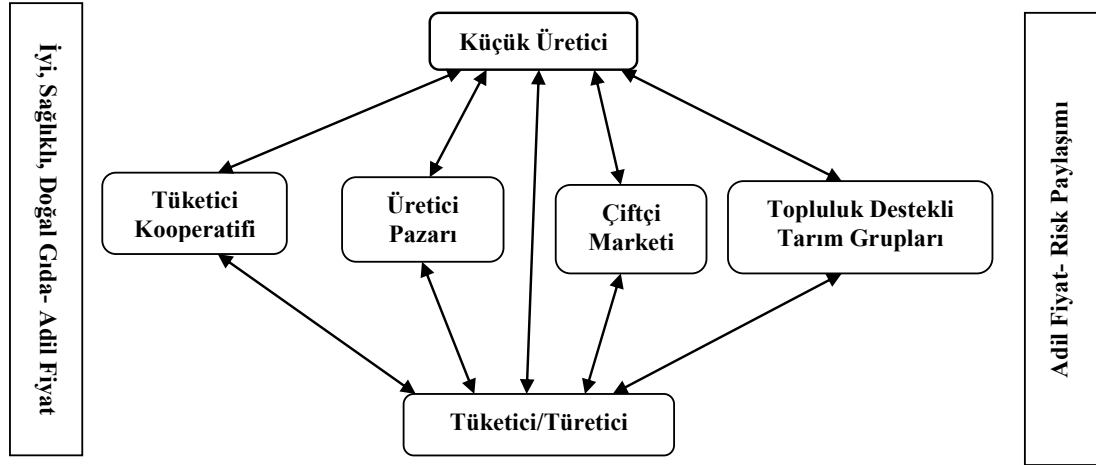 İyi, Sağlıklı, Doğal Gıda- Adil Fiyat
Küçük Üretici
Tüketici
Kooperatifi
Üretici
Pazarı
Çiftçi
Marketi
Topluluk Destekli
Tarım Grupları
Tüketici/Türetici
Adil Fiyat- Risk Paylaşımı